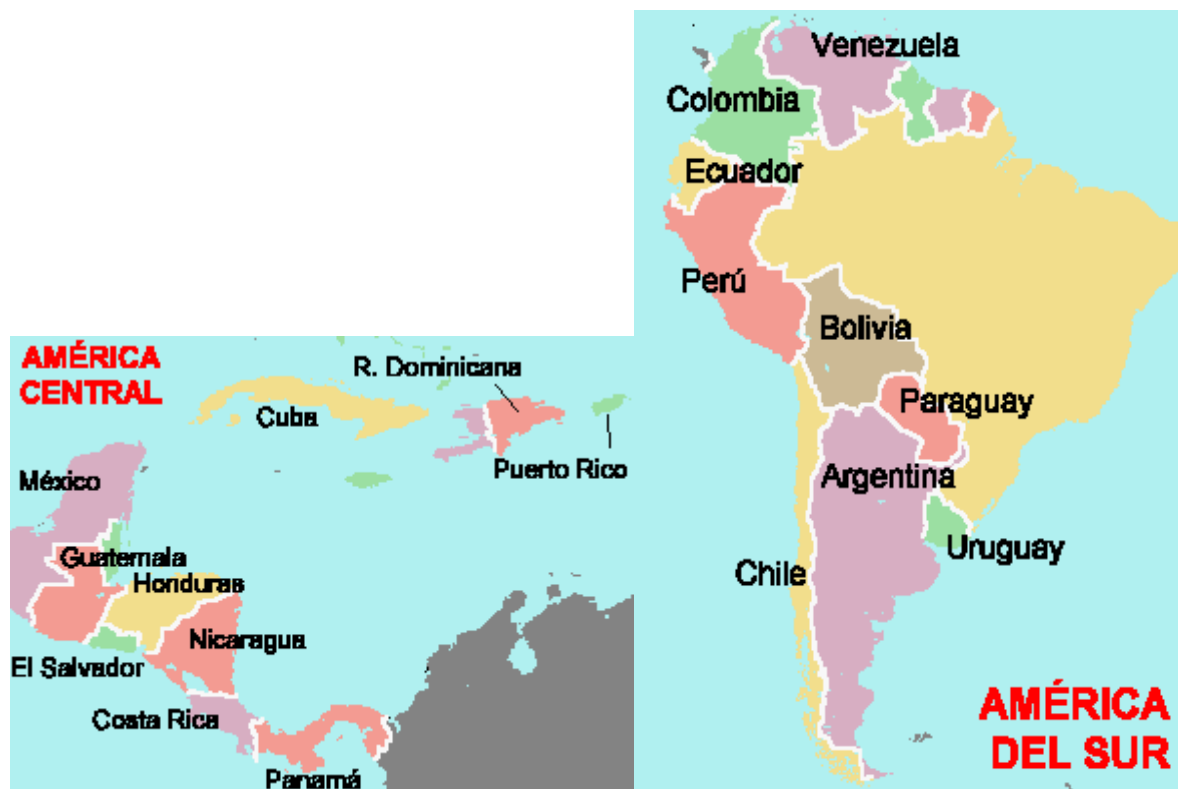 AMÉRICA
CENTRAL
R. Dominicana
Cuba
Puerto Rico
México
Guatemala
Honduras
Nicaragua
El Salvador
Costa Rica
Panamá
Venezuela
Colombia
Ecuador
Perú
Bolivia
Paraguay
Argentina
Uruguay
Chile
AMÉRICA
DEL SUR